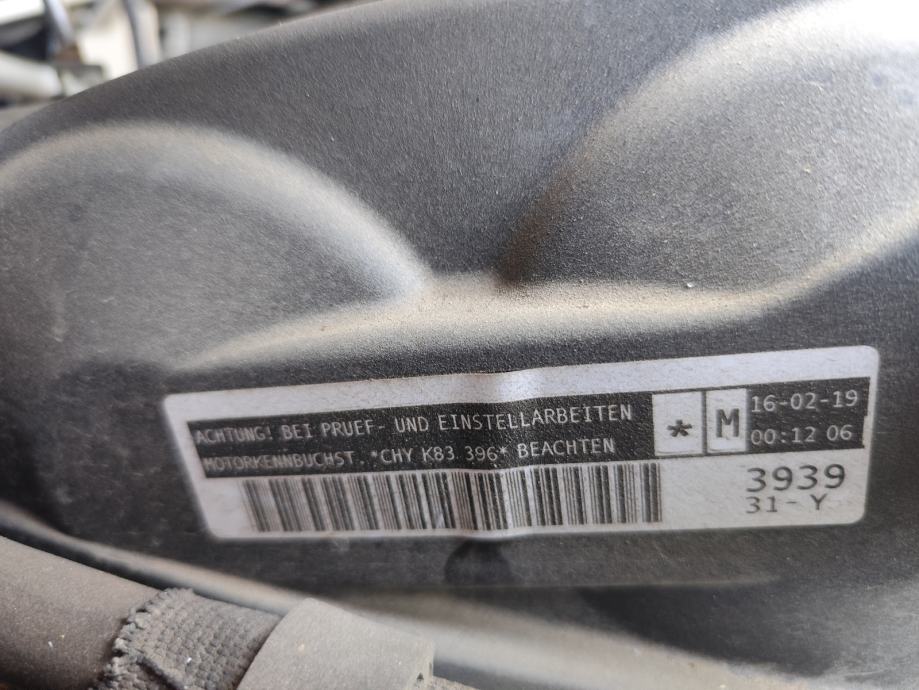 ACHTUNG! BEI PRUEF- UND EINSTELLARBEITEN
MOTORKENNBUCHST. *CHY K83 396* BEACHTEN
* M
16-02-19
00:12 06
3939
31-Y